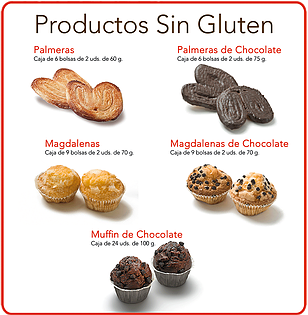 Productos Sin Gluten
Palmeras
Caja de 6 bolsas de 2 uds. de 60 g.
Palmeras de Chocolate
Caja de 6 bolsas de 2 uds. de 75 g.
Magdalenas
Caja de 9 bolsas de 2 uds. de 70 g.
Magdalenas de Chocolate
Caja de 9 bolsas de 2 uds. de 70 g.
Muffin de Chocolate
Caja de 24 uds. de 100 g.